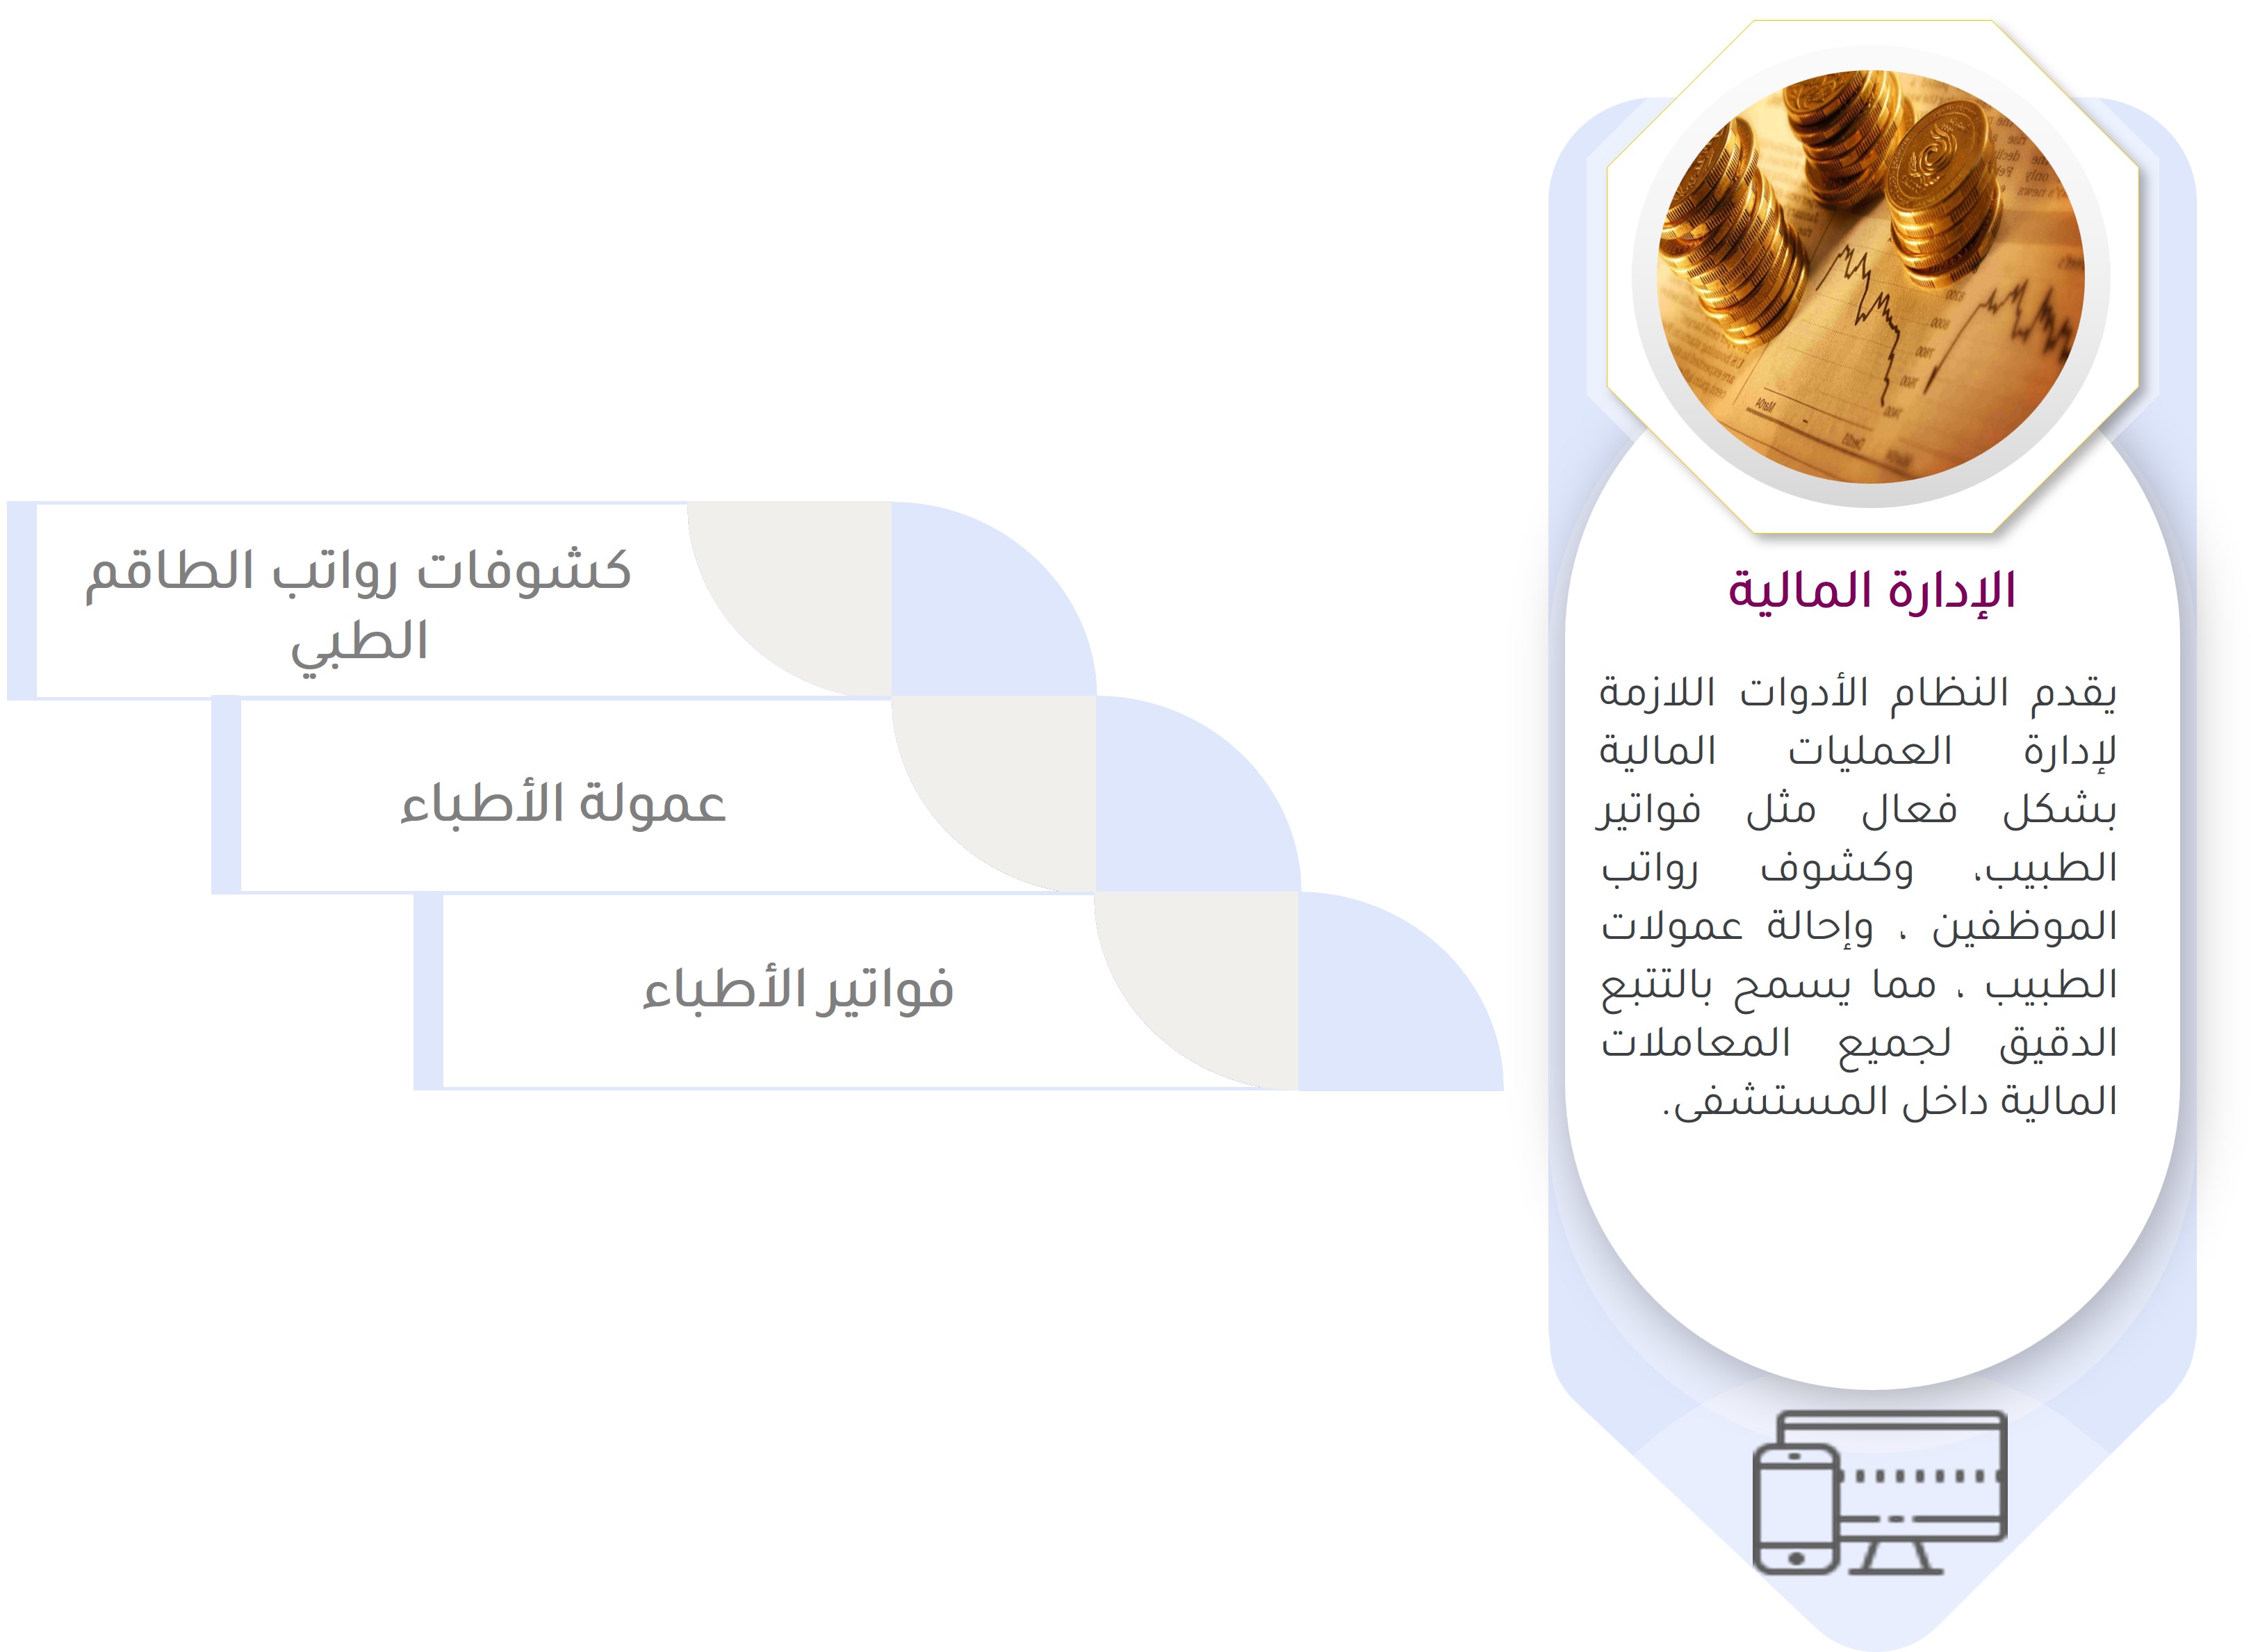 الإدارة المالية
يقدم النظام الأدوات اللازمة
لإدارة العمليات المالية
بشكل فعال مثل فواتير
الطبيب، وكشوف رواتب
الموظفين ، وإحالة عمولات
الطبيب ، مما يسمح بالتتبع
الدقيق لجميع المعاملات
المالية داخل المستشفى.
كشوفات رواتب الطاقم
الطبي
عمولة الأطباء
فواتير الأطباء